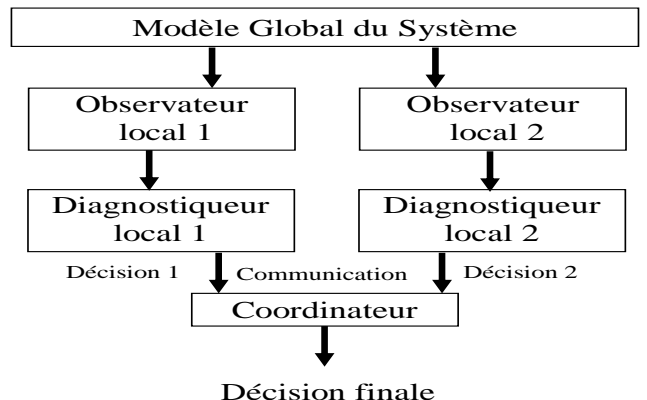 Modèle Global du Système
Observateur
local 1
Observateur
local 2
Diagnostiqueur
local 1
Diagnostiqueur
local 2
Décision 1
Communication
Décision 2
Coordinateur
Décision finale